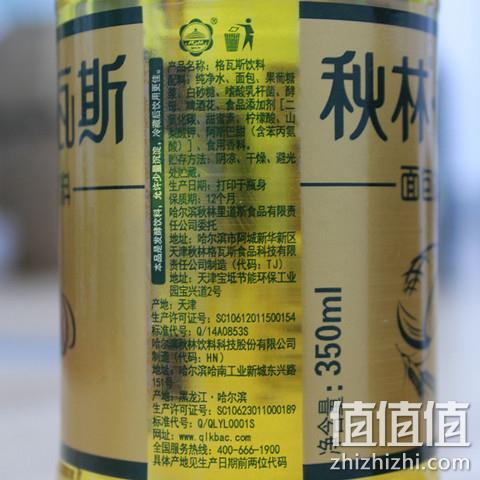 瓦斯
料
本品是发酵饮料，允许少量沉淀，冷藏后饮用更佳。
产品名称：格瓦斯饮料
配料：纯净水、面包、果葡糖
浆、白砂糖、嗜酸乳杆菌、酵
母、啤酒花、食品添加剂[二
氧化碳、甜蜜素、柠檬酸、山
梨酸钾、阿斯巴甜（含苯丙氨
酸）]、食用香料。
贮存方法：阴凉、干燥、避光
处贮藏。
生产日期：打印于瓶身
保质期：12个月
哈尔滨秋林里道斯食品有限责
任公司委托
地址：哈尔滨市阿城新华新区
天津秋林格瓦斯食品科技有限
责任公司制造（代码：TJ）
地址：天津宝坻节能环保工业
园宝兴道2号
产地：天津
生产许可证号：SC10612011500154
标准代号：Q/14A0853S
哈尔滨秋林饮料科技股份有限公司
制造（代码：HN）
地址：哈尔滨哈南工业新城东兴路
151号
产地：黑龙江·哈尔滨
生产许可证号：SC10623011000189
标准代号：Q/QLYL0001S
网址：www.qlkbac.com
全国服务热线：400-666-1900
具体产地见生产日期前两位代码
秋林
面包
净含量：350ml
值值值
zhizhizhi.com